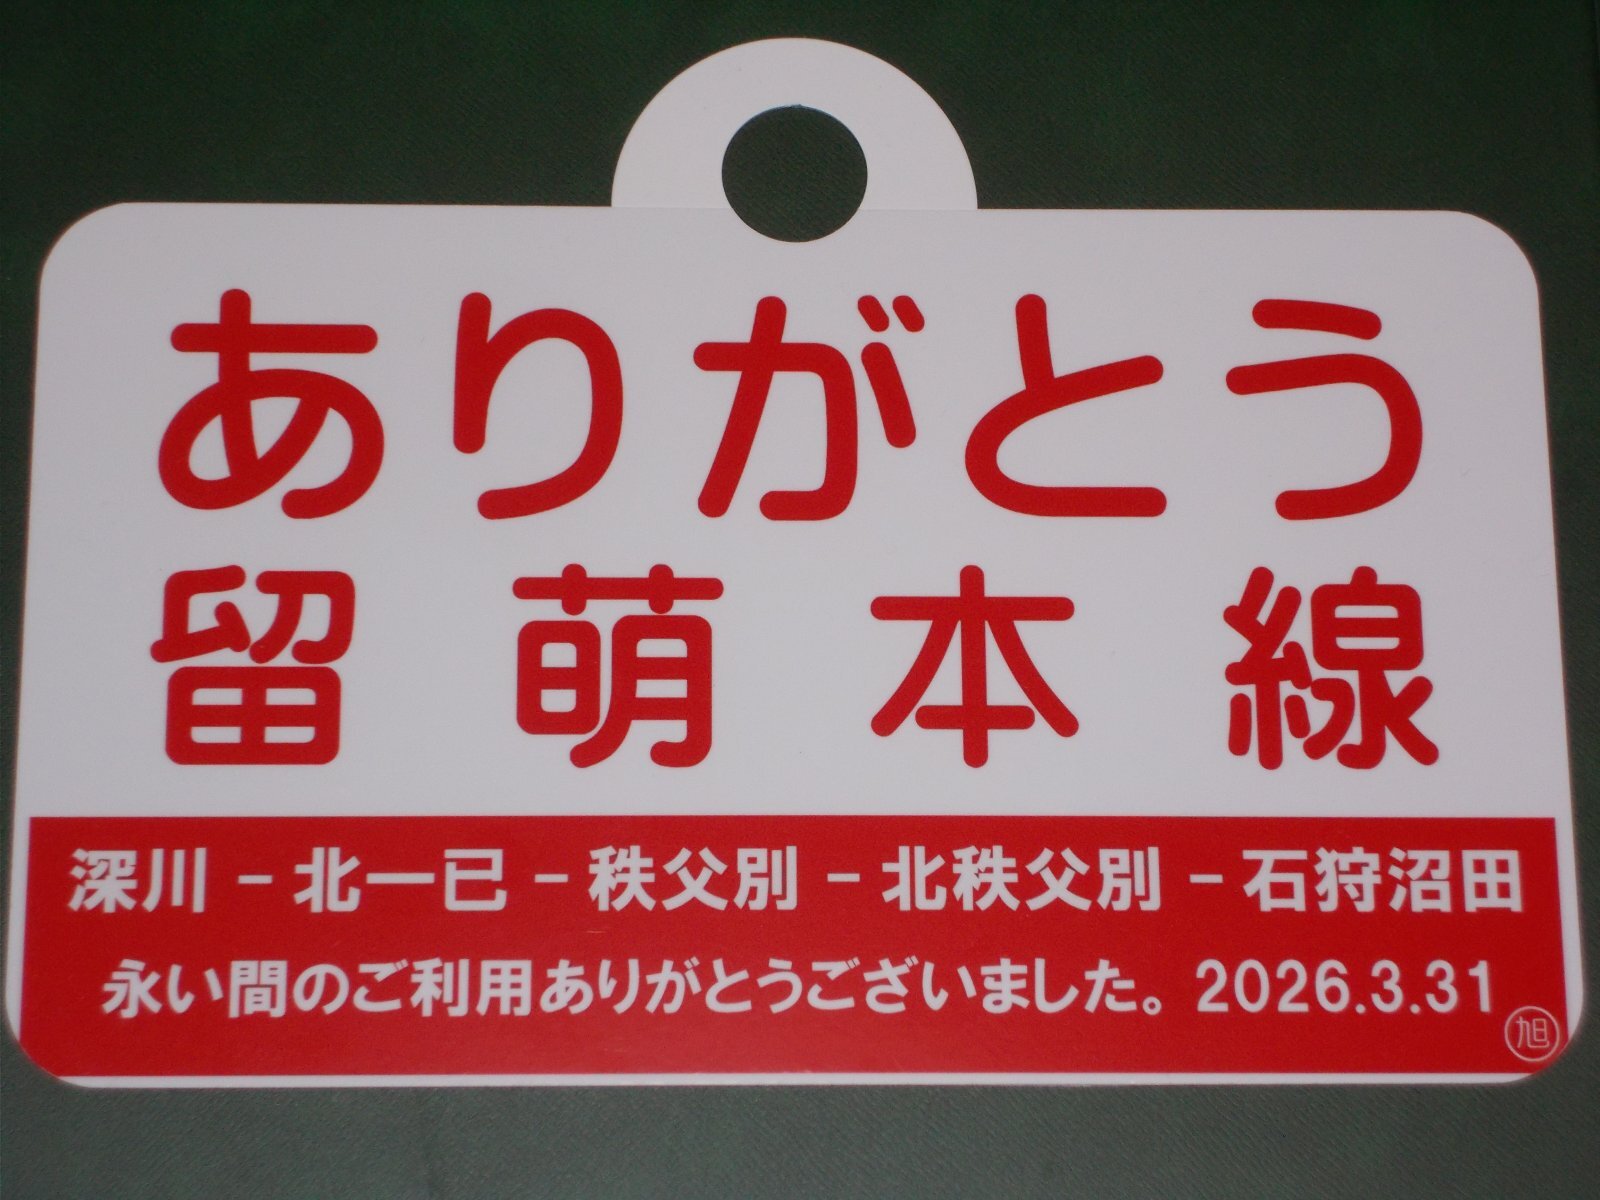 ありがとう
留萌本線
深川 － 北一已 － 秩父別 － 北秩父別 － 石狩沼田
永い間のご利用ありがとうございました。 2026.3.31
旭